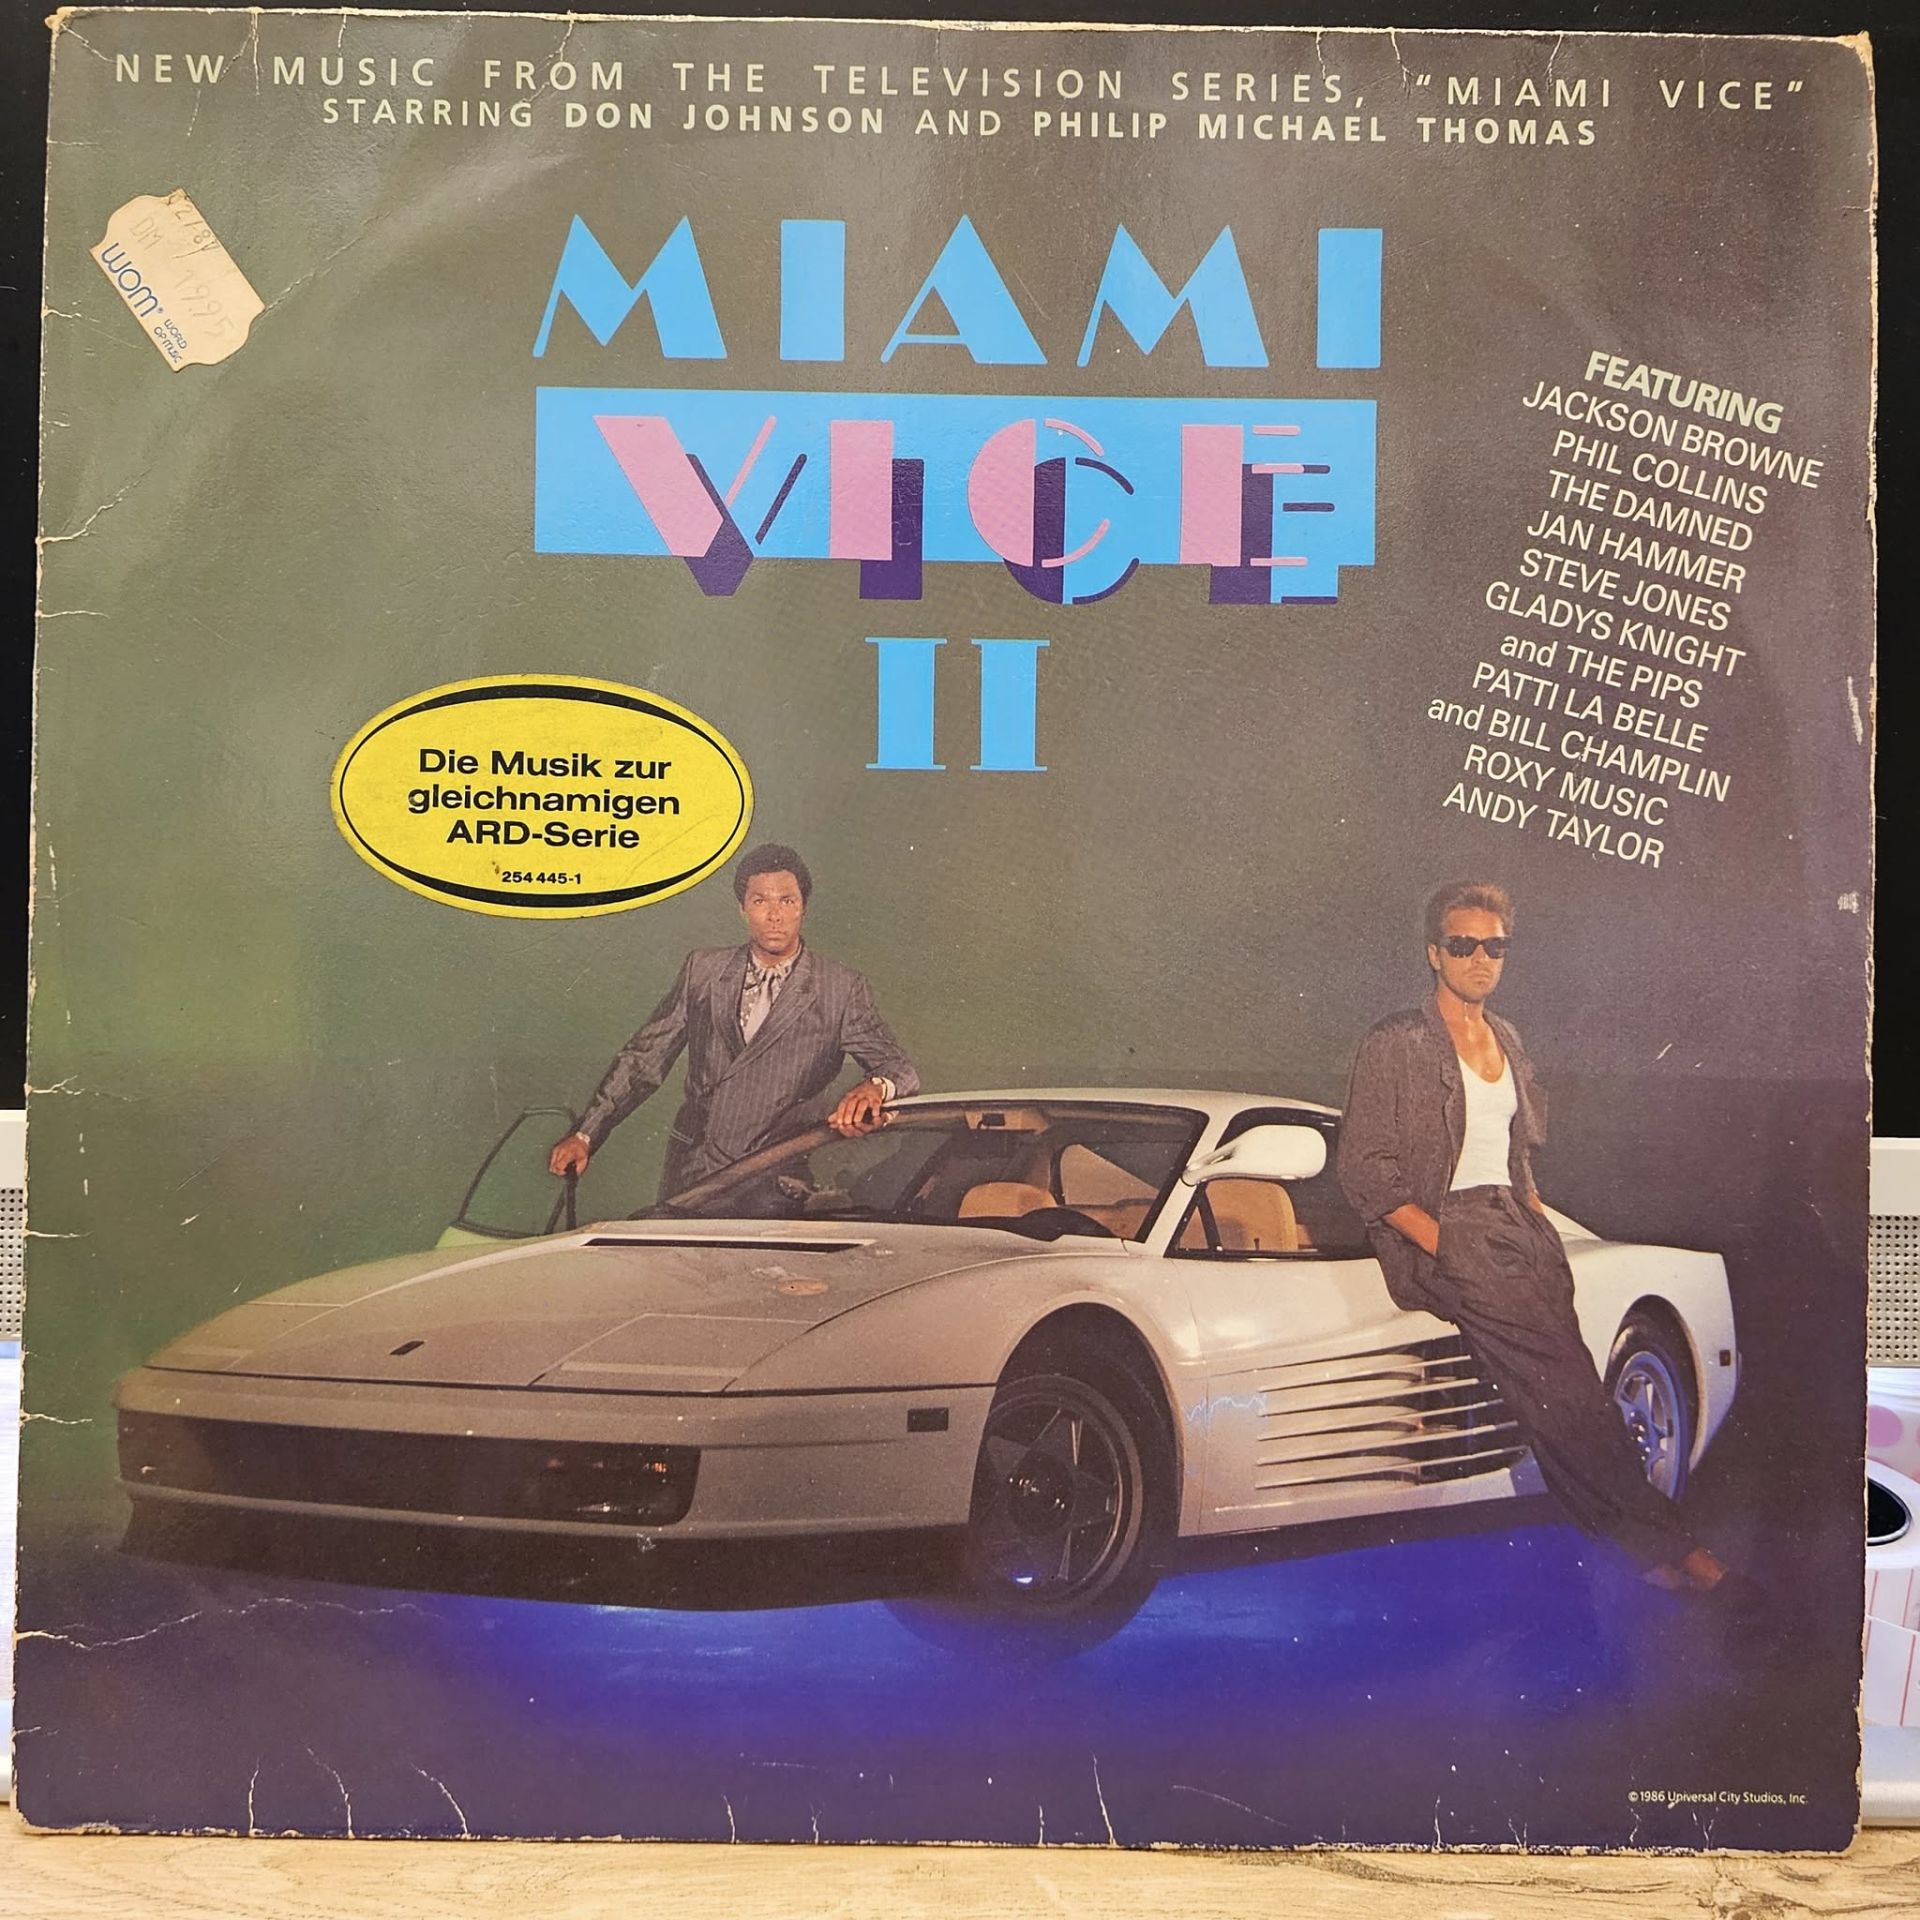 NEW MUSIC FROM THE TELEVISION SERIES, "MIAMI VICE"
STARRING DON JOHNSON AND PHILIP MICHAEL THOMAS
DM
19.95
WOM®
WORLD
OF MUSIC
MIAMI
VICE
II
FEATURING
JACKSON BROWNE
PHIL COLLINS
THE DAMNED
JAN HAMMER
STEVE JONES
GLADYS KNIGHT
and THE PIPS
PATTI LA BELLE
and BILL CHAMPLIN
ROXY MUSIC
ANDY TAYLOR
Die Musik zur
gleichnamigen
ARD-Serie
254 445-1
©1986 Universal City Studios, Inc.